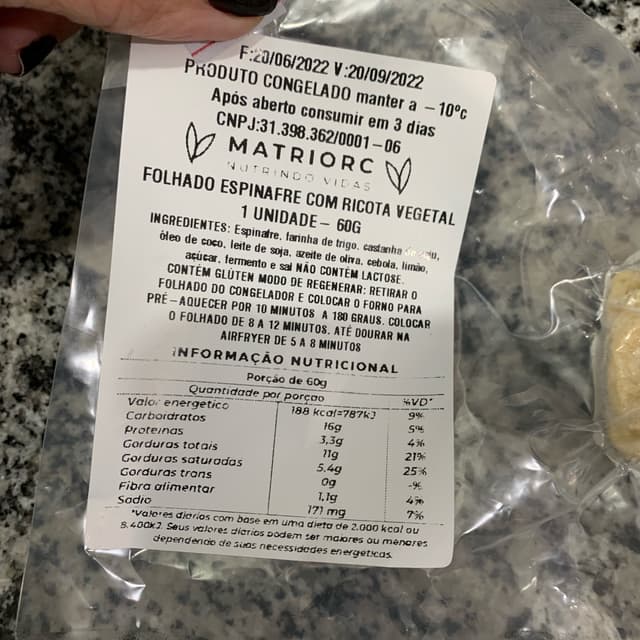 F:20/06/2022 V:20/09/2022
PRODUTO CONGELADO manter a – 10ºc
Após aberto consumir em 3 dias
CNPJ:31.398.362/0001-06
MATRIORC
NUTRINDO VIDAS
FOLHADO ESPINAFRE COM RICOTA VEGETAL
1 UNIDADE – 60G
INGREDIENTES: Espinafre, farinha de trigo, castanha
óleo de coco, leite de soja, azeite de oliva, cebola, limão,
açúcar, fermento e sal NÃO CONTÉM LACTOSE.
CONTÉM GLÚTEN MODO DE REGENERAR: RETIRAR O
FOLHADO DO CONGELADOR E COLOCAR O FORNO PARA
PRÉ-AQUECER POR 10 MINUTOS A 180 GRAUS. COLOCAR
O FOLHADO DE 8 A 12 MINUTOS. ATÉ DOURAR NA
AIRFRYER DE 5 A 8 MINUTOS
INFORMAÇÃO NUTRICIONAL
Porção de 60g
Quantidade por porção %VD*
Valor energético 188 kcal=787kJ 9%
Carboidratos 16g 5%
Proteínas 3,3g 4%
Gorduras totais 11g 21%
Gorduras saturadas 5,4g 25%
Gorduras trans 0g -%
Fibra alimentar 1,1g 4%
Sódio 171 mg 7%
*Valores diários com base em uma dieta de 2.000 kcal ou
8.400kJ. Seus valores diários podem ser maiores ou menores
dependendo de suas necessidades energéticas.